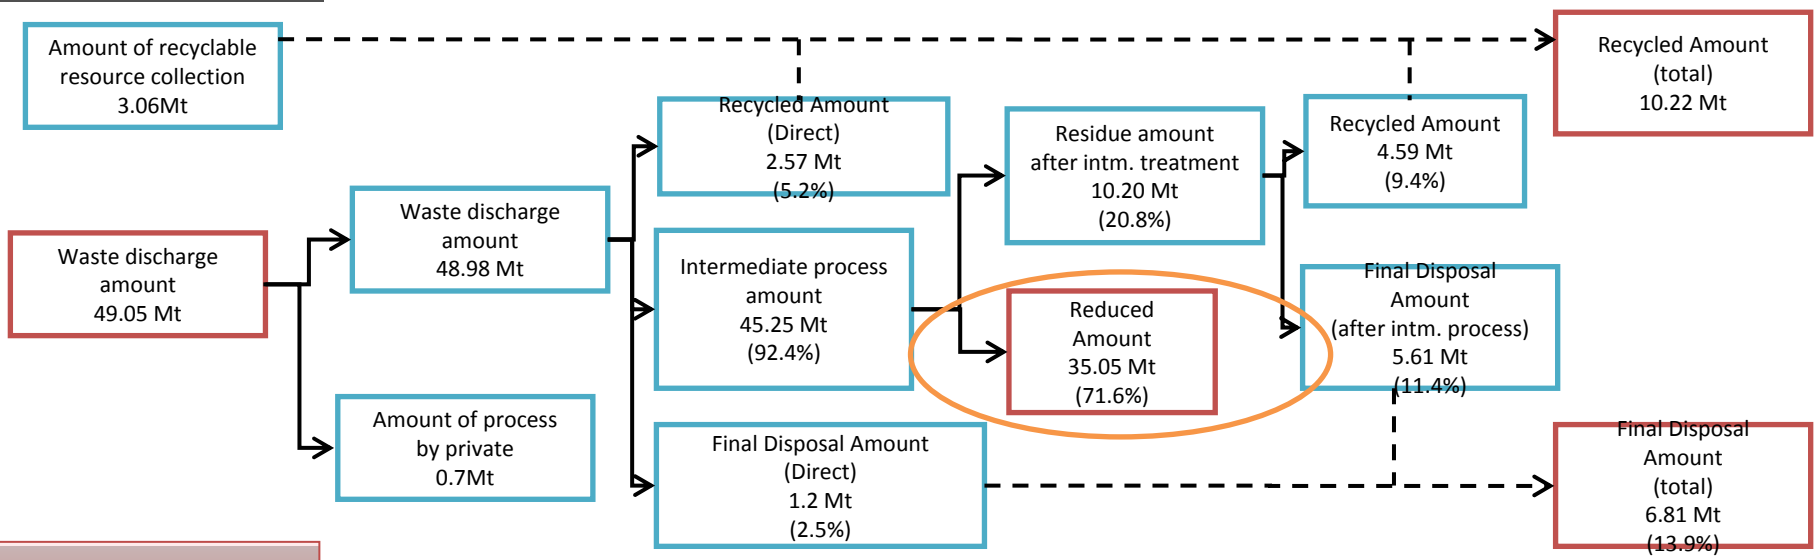 Amount of recyclable
resource collection
3.06Mt
Recycled Amount
(total)
10.22 Mt
Recycled Amount
(Direct)
2.57 Mt
(5.2%)
Residue amount
after intm. treatment
10.20 Mt
(20.8%)
Recycled Amount
4.59 Mt
(9.4%)
Waste discharge
amount
49.05 Mt
Waste discharge
amount
48.98 Mt
Intermediate process
amount
45.25 Mt
(92.4%)
Reduced
Amount
35.05 Mt
(71.6%)
Final Disposal
Amount
(after intm. process)
5.61 Mt
(11.4%)
Amount of process
by private
0.7Mt
Final Disposal Amount
(Direct)
1.2 Mt
(2.5%)
Final Disposal
Amount
(total)
6.81 Mt
(13.9%)